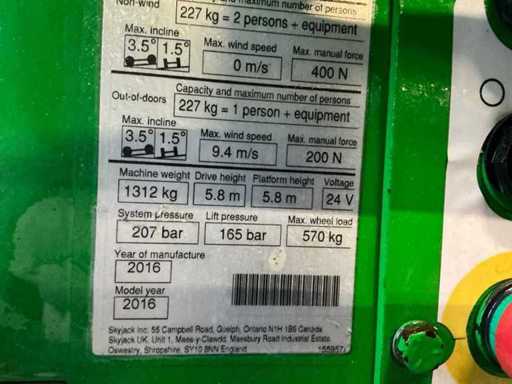 Non-wind
and maximum number of persons
227 kg = 2 persons + equipment
Max. incline
Max. wind speed
Max. manual force
3.5° 1.5°
0 m/s
400 N
Capacity and maximum number of persons
Out-of-doors
227 kg = 1 person + equipment
Max. incline
Max. wind speed
Max. manual force
3.5° 1.5°
9.4 m/s
200 N
Machine weight Drive height Platform height Voltage
1312 kg 5.8 m 5.8 m 24 V
System pressure Lift pressure Max. wheel load
207 bar 165 bar 570 kg
Year of manufacture
2016
Model year
2016
Skyjack Inc. 55 Campbell Road, Guelph, Ontario N1H 1B9 Canada
Skyjack UK, Unit 1, Maes-y-Clawdd, Maesbury Road Industrial Estate
Oswestry, Shropshire, SY10 8NN England